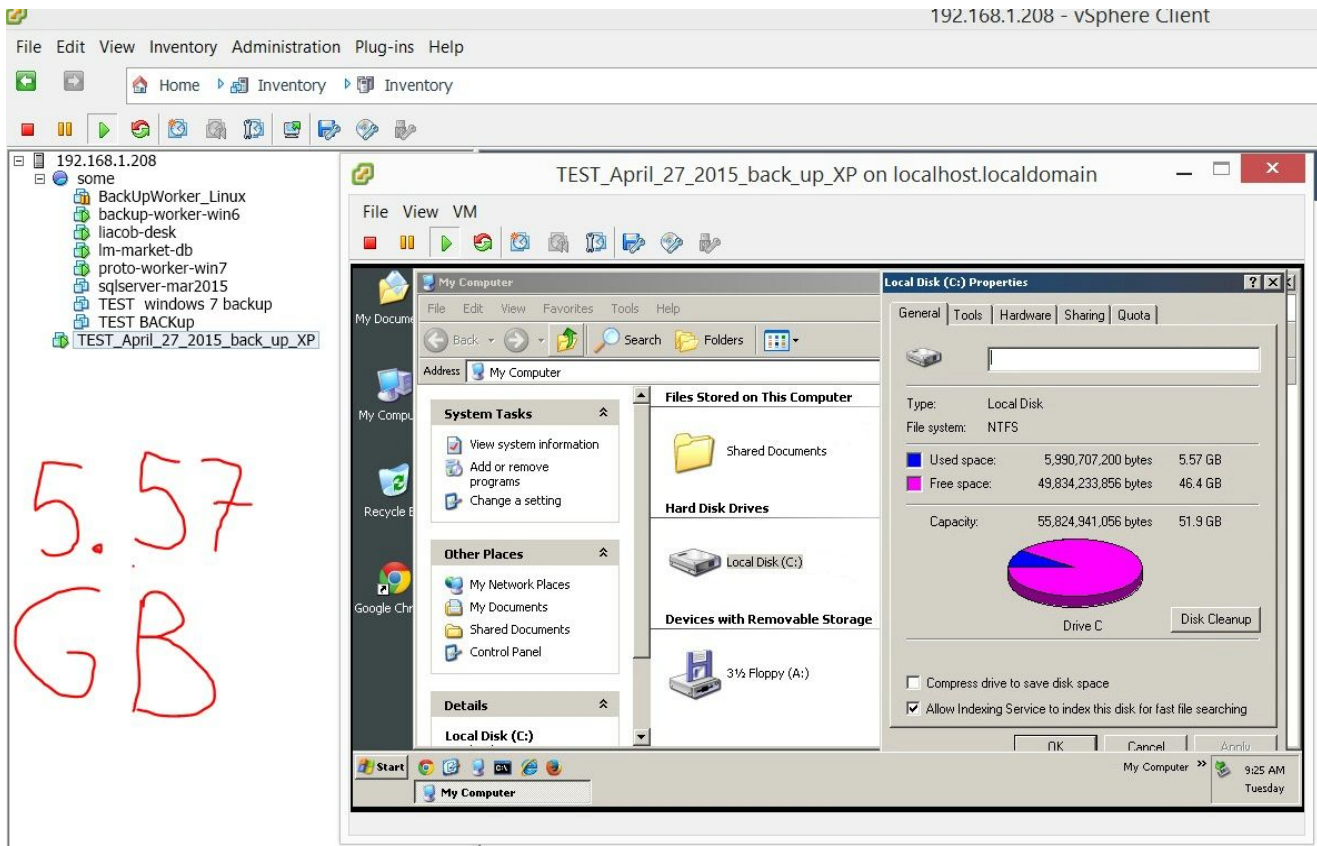 192.168.1.208 - vSphere Client
File Edit View Inventory Administration Plug-ins Help
Home Inventory Inventory
192.168.1.208
some
BackUpWorker_Linux
backup-worker-win6
liacob-desk
lm-market-db
proto-worker-win7
sqlserver-mar2015
TEST windows 7 backup
TEST BACKup
TEST_April_27_2015_back_up_XP
5.57
GB
TEST_April_27_2015_back_up_XP on localhost.localdomain
File View VM
My Docume
My Compu
Recycle B
Google Chr
My Computer
File Edit View Favorites Tools Help
Back Search Folders
Address My Computer
System Tasks
View system information
Add or remove
programs
Change a setting
Other Places
My Network Places
My Documents
Shared Documents
Control Panel
Details
Local Disk (C:)
Files Stored on This Computer
Shared Documents
Hard Disk Drives
Local Disk (C:)
Devices with Removable Storage
3½ Floppy (A:)
Local Disk (C:) Properties
General Tools Hardware Sharing Quota
Type: Local Disk
File system: NTFS
Used space: 5,990,707,200 bytes 5.57 GB
Free space: 49,834,233,856 bytes 46.4 GB
Capacity: 55,824,941,056 bytes 51.9 GB
Drive C
Disk Cleanup
Compress drive to save disk space
Allow Indexing Service to index this disk for fast file searching
OK Cancel Apply
Start
My Computer
My Computer »
9:25 AM
Tuesday